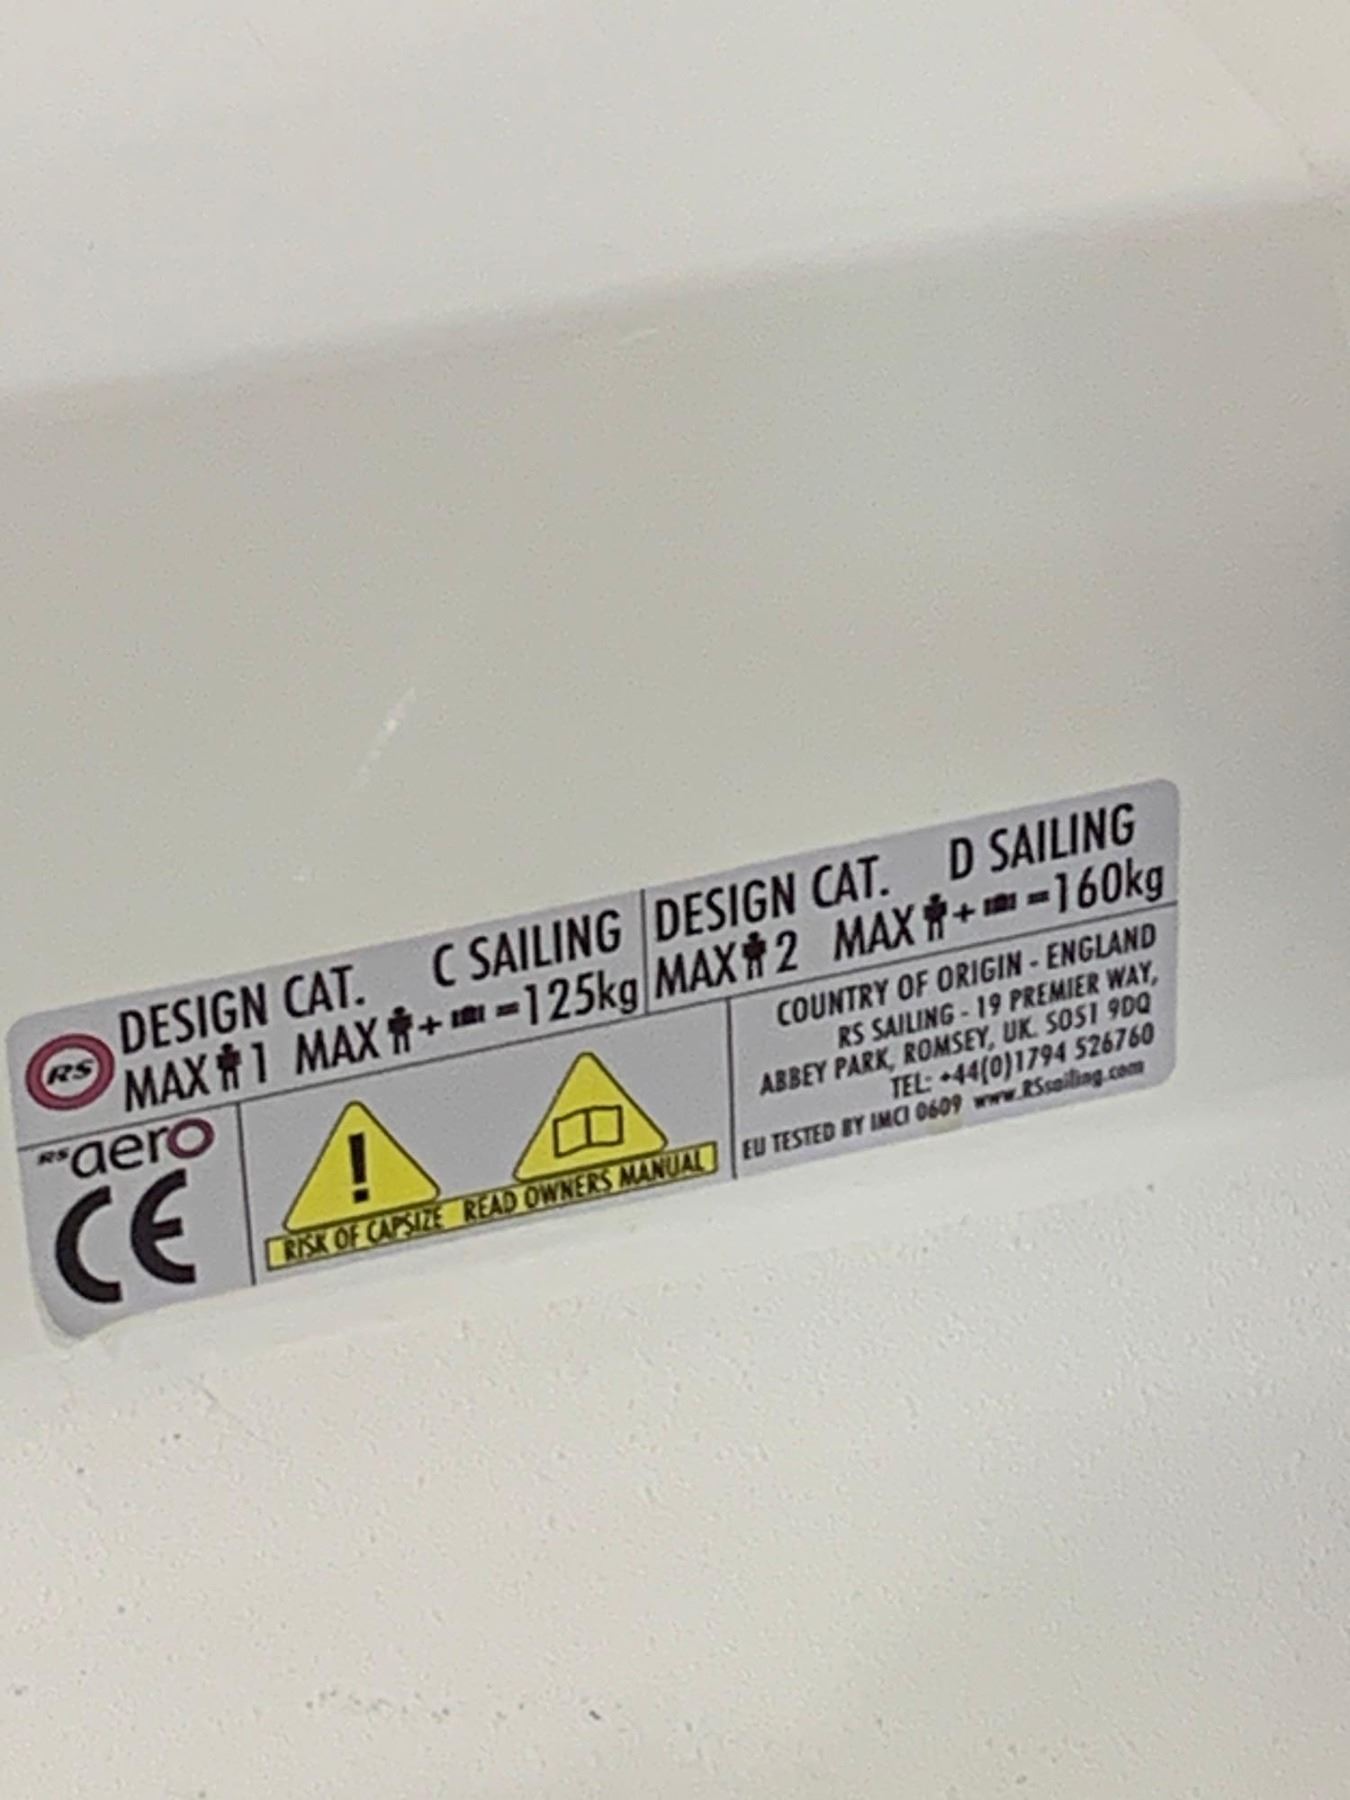 DESIGN CAT. C SAILING
MAX 1 MAX + = 125kg
DESIGN CAT. D SAILING
MAX 2 MAX + = 160kg
RS
RS aero
CE
!
RISK OF CAPSIZE READ OWNERS MANUAL
COUNTRY OF ORIGIN - ENGLAND
RS SAILING - 19 PREMIER WAY,
ABBEY PARK, ROMSEY, UK. SO51 9DQ
TEL: +44(0)1794 526760
EU TESTED BY IMCI 0609 www.RSsailing.com